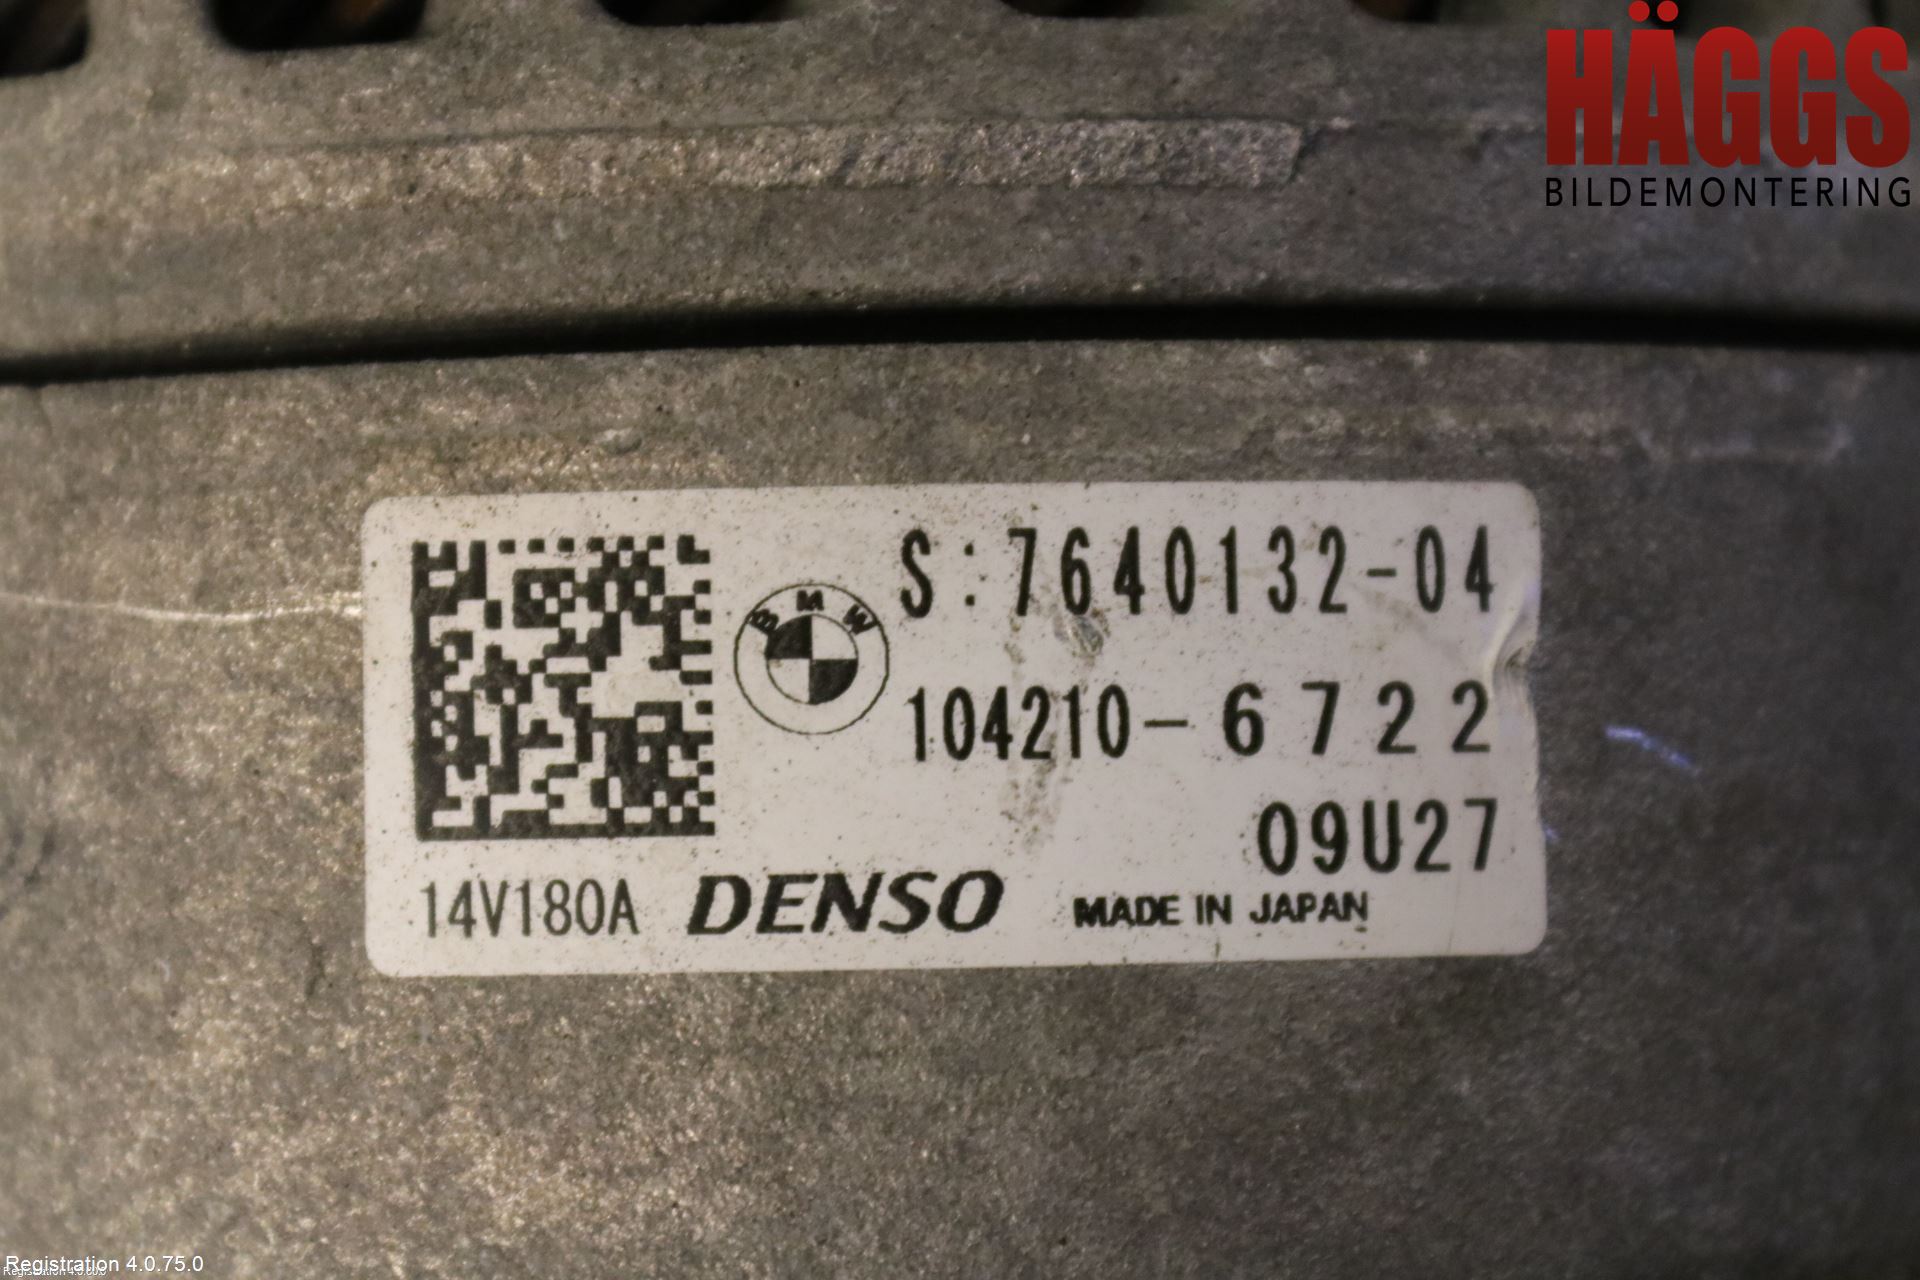 HÄGGS
BILDEMONTERING
S:7640132-04
BMW
104210-6722
09U27
14V180A DENSO MADE IN JAPAN
Registration 4.0.75.0